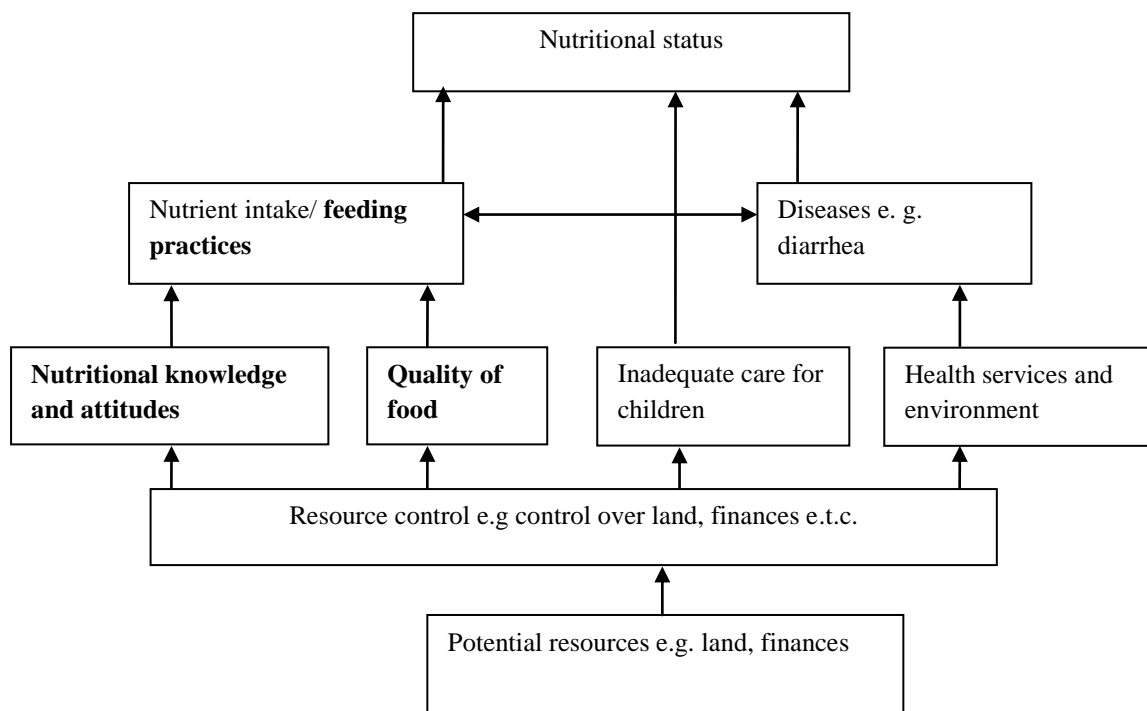 Nutritional status
Nutrient intake/ feeding
practices
Diseases e. g.
diarrhea
Nutritional knowledge
and attitudes
Quality of
food
Inadequate care for
children
Health services and
environment
Resource control e.g control over land, finances e.t.c.
Potential resources e.g. land, finances